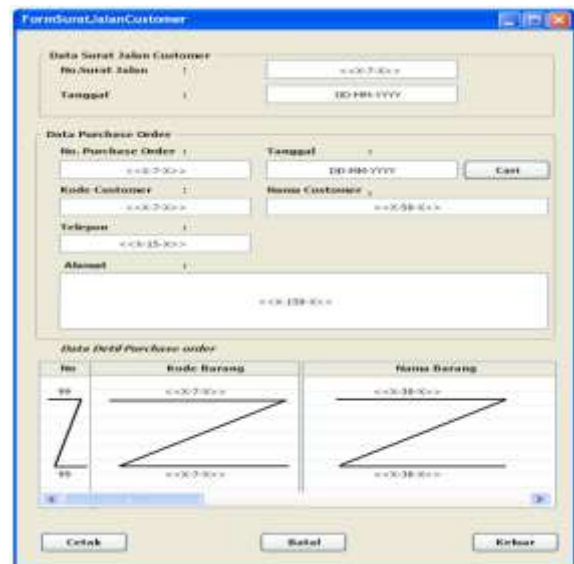 FormSuratJalanCustomer
Data Surat Jalan Customer
No.Surat Jalan : <<X-7-X>>
Tanggal : DD-MM-YYYY
Data Purchase Order
No. Purchase Order : Tanggal :
<<X-7-X>> DD-MM-YYYY Cari
Kode Customer : Nama Customer :
<<X-7-X>> <<X-50-X>>
Telepon :
<<X-15-X>>
Alamat :
<<X-150-X>>
Data Detil Purchase order
No Kode Barang Nama Barang
99 <<X-7-X>> <<X-30-X>>
99 <<X-7-X>> <<X-30-X>>
Cetak Batal Keluar